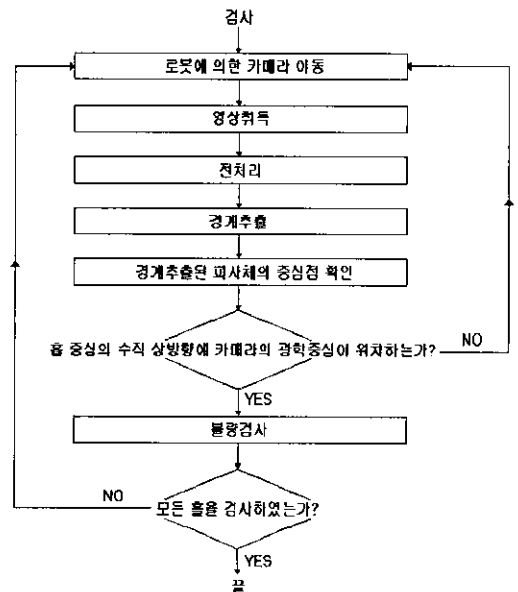 검사
로봇에 의한 카메라 이동
영상취득
전처리
경계추출
경계추출된 피사체의 중심점 확인
홀 중심의 수직 상방향에 카메라의 광학중심이 위치하는가?
NO
YES
불량검사
NO
모든 홀을 검사하였는가?
YES
끝